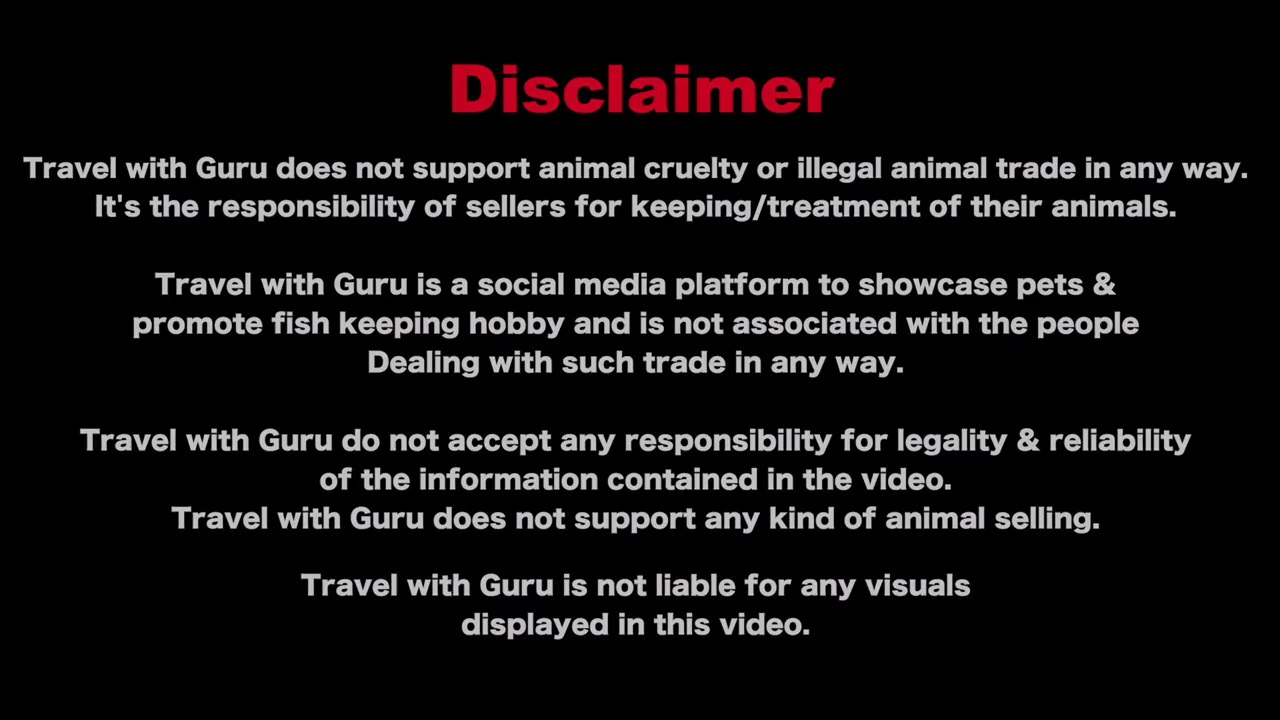 Disclaimer
Travel with Guru does not support animal cruelty or illegal animal trade in any way.
It's the responsibility of sellers for keeping/treatment of their animals.
Travel with Guru is a social media platform to showcase pets &
promote fish keeping hobby and is not associated with the people
Dealing with such trade in any way.
Travel with Guru do not accept any responsibility for legality & reliability
of the information contained in the video.
Travel with Guru does not support any kind of animal selling.
Travel with Guru is not liable for any visuals
displayed in this video.